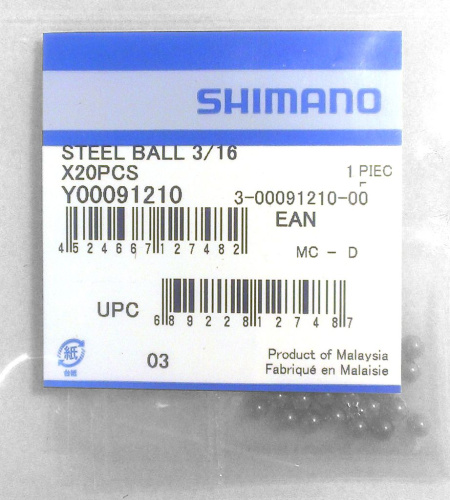 SHIMANO
STEEL BALL 3/16
X20PCS
1 PIEC
Y00091210
3-00091210-00
EAN
4 524667 127482
MC - D
UPC
6 89228 12748 7
紙
03
Product of Malaysia
Fabriqué en Malaisie